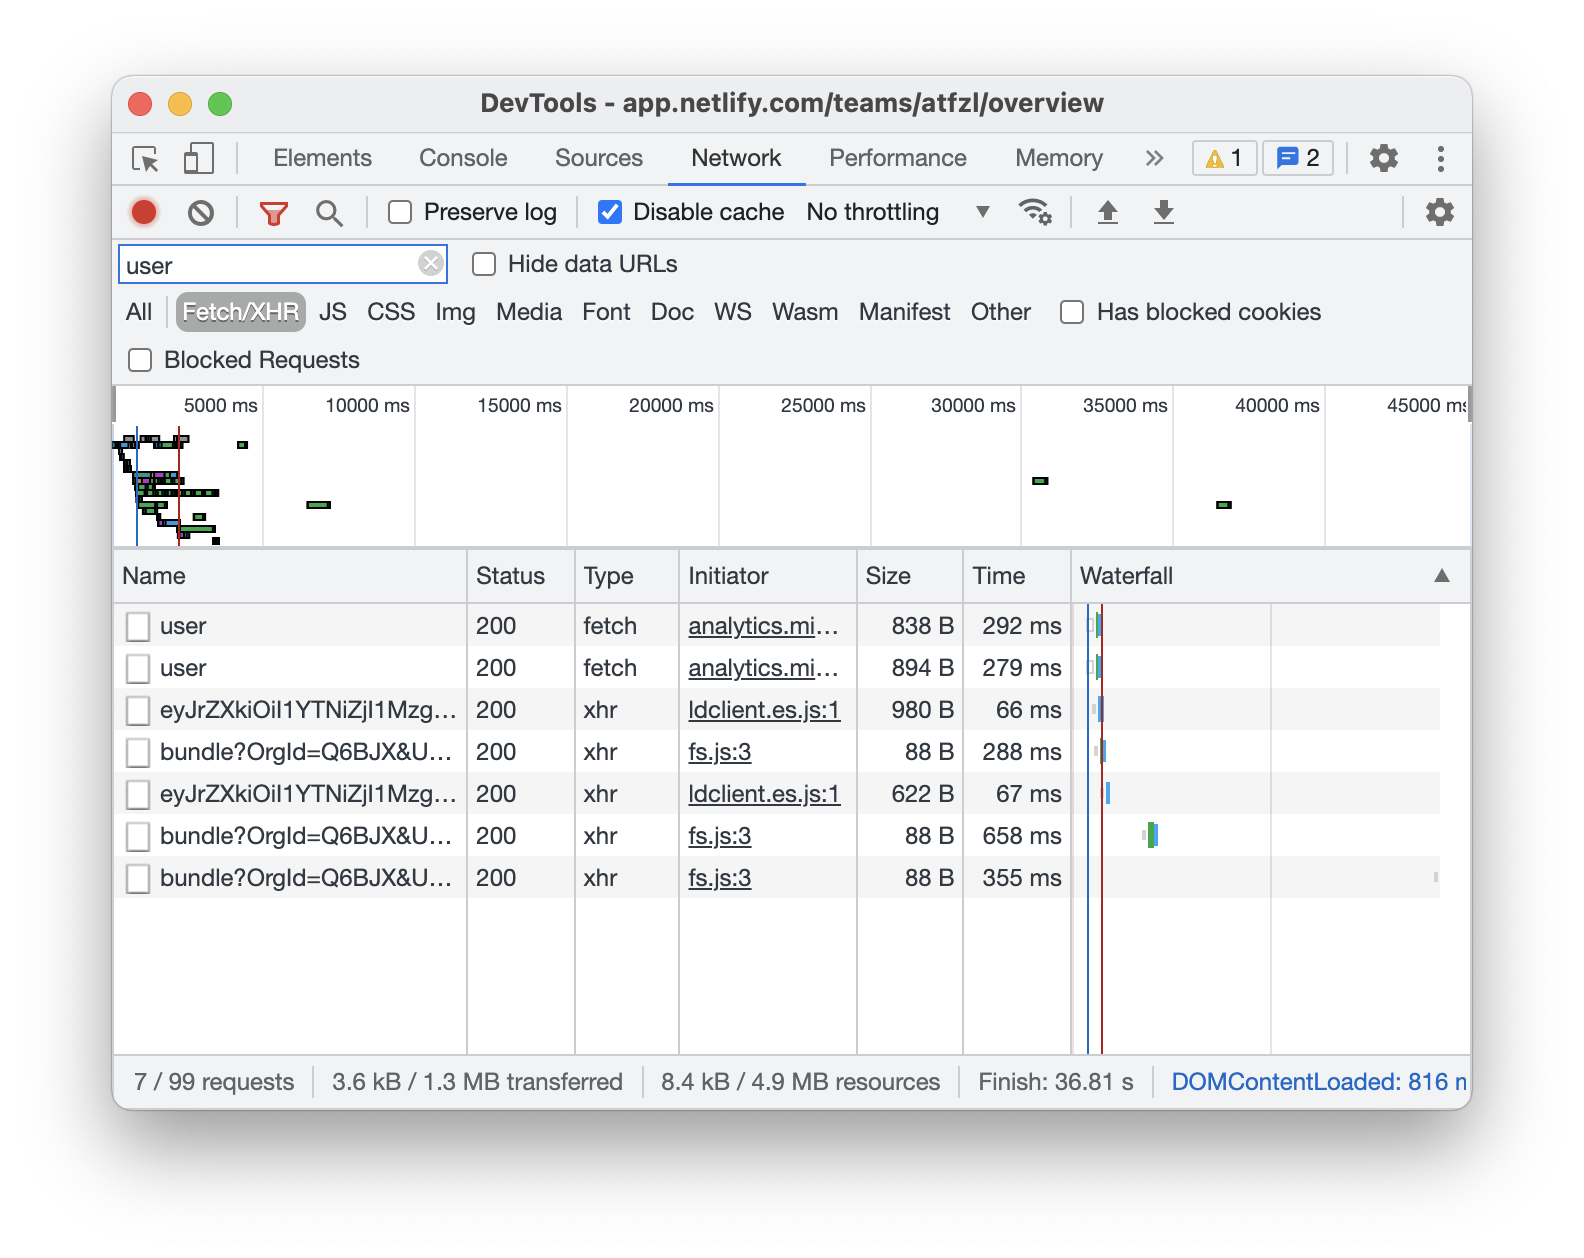 DevTools - app.netlify.com/teams/atfzl/overview
Elements Console Sources Network Performance Memory 1 2
Preserve log Disable cache No throttling
user Hide data URLs
All Fetch/XHR JS CSS Img Media Font Doc WS Wasm Manifest Other Has blocked cookies
Blocked Requests
5000 ms 10000 ms 15000 ms 20000 ms 25000 ms 30000 ms 35000 ms 40000 ms 45000 ms
Name Status Type Initiator Size Time Waterfall
user 200 fetch analytics.mi… 838 B 292 ms
user 200 fetch analytics.mi… 894 B 279 ms
eyJrZXkiOiI1YTNiZjI1Mzg… 200 xhr ldclient.es.js:1 980 B 66 ms
bundle?OrgId=Q6BJX&U… 200 xhr fs.js:3 88 B 288 ms
eyJrZXkiOiI1YTNiZjI1Mzg… 200 xhr ldclient.es.js:1 622 B 67 ms
bundle?OrgId=Q6BJX&U… 200 xhr fs.js:3 88 B 658 ms
bundle?OrgId=Q6BJX&U… 200 xhr fs.js:3 88 B 355 ms
7 / 99 requests 3.6 kB / 1.3 MB transferred 8.4 kB / 4.9 MB resources Finish: 36.81 s DOMContentLoaded: 816 m